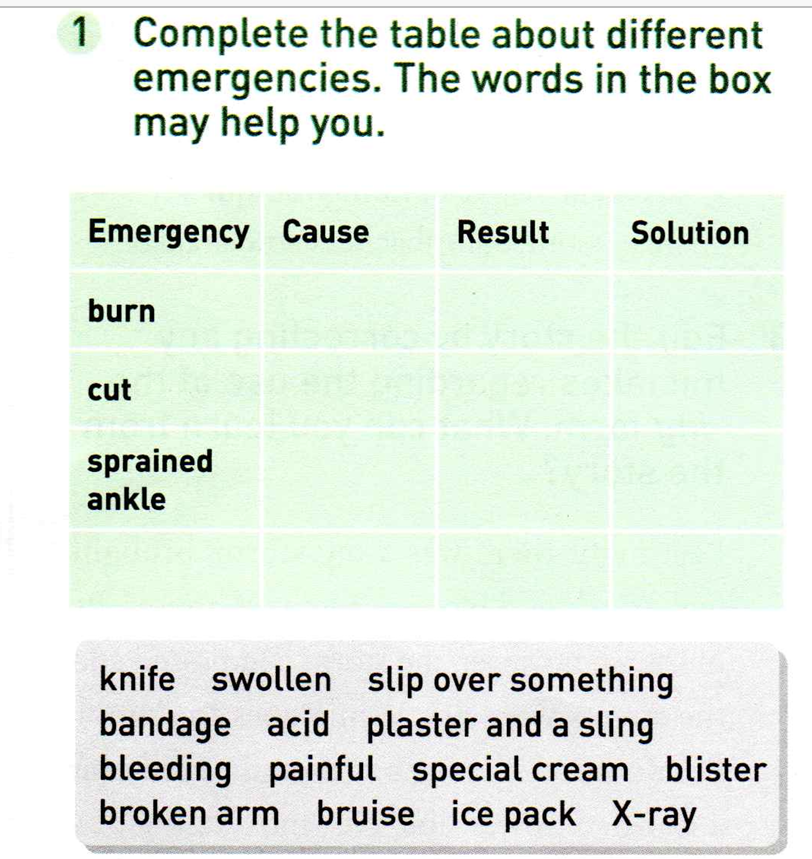 1 Complete the table about different
emergencies. The words in the box
may help you.
Emergency Cause Result Solution
burn
cut
sprained
ankle
knife swollen slip over something
bandage acid plaster and a sling
bleeding painful special cream blister
broken arm bruise ice pack X-ray